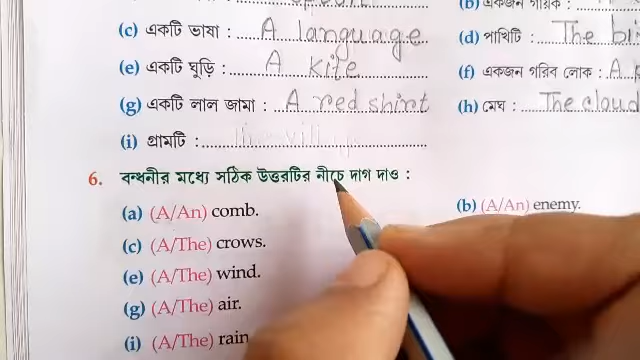 (c) একটি ভাষা : A language (d) পাখিটি : The
(e) একটি ঘুড়ি : A kite (f) একজন গরিব লোক : A
(g) একটি লাল জামা : A red shirt (h) মেঘ : The cloud
(i) গ্রামটি :
6. বন্ধনীর মধ্যে সঠিক উত্তরটির নীচে দাগ দাও :
(a) (A/An) comb. (b) (A/An) enemy.
(c) (A/The) crows.
(e) (A/The) wind.
(g) (A/The) air.
(i) (A/The) rain